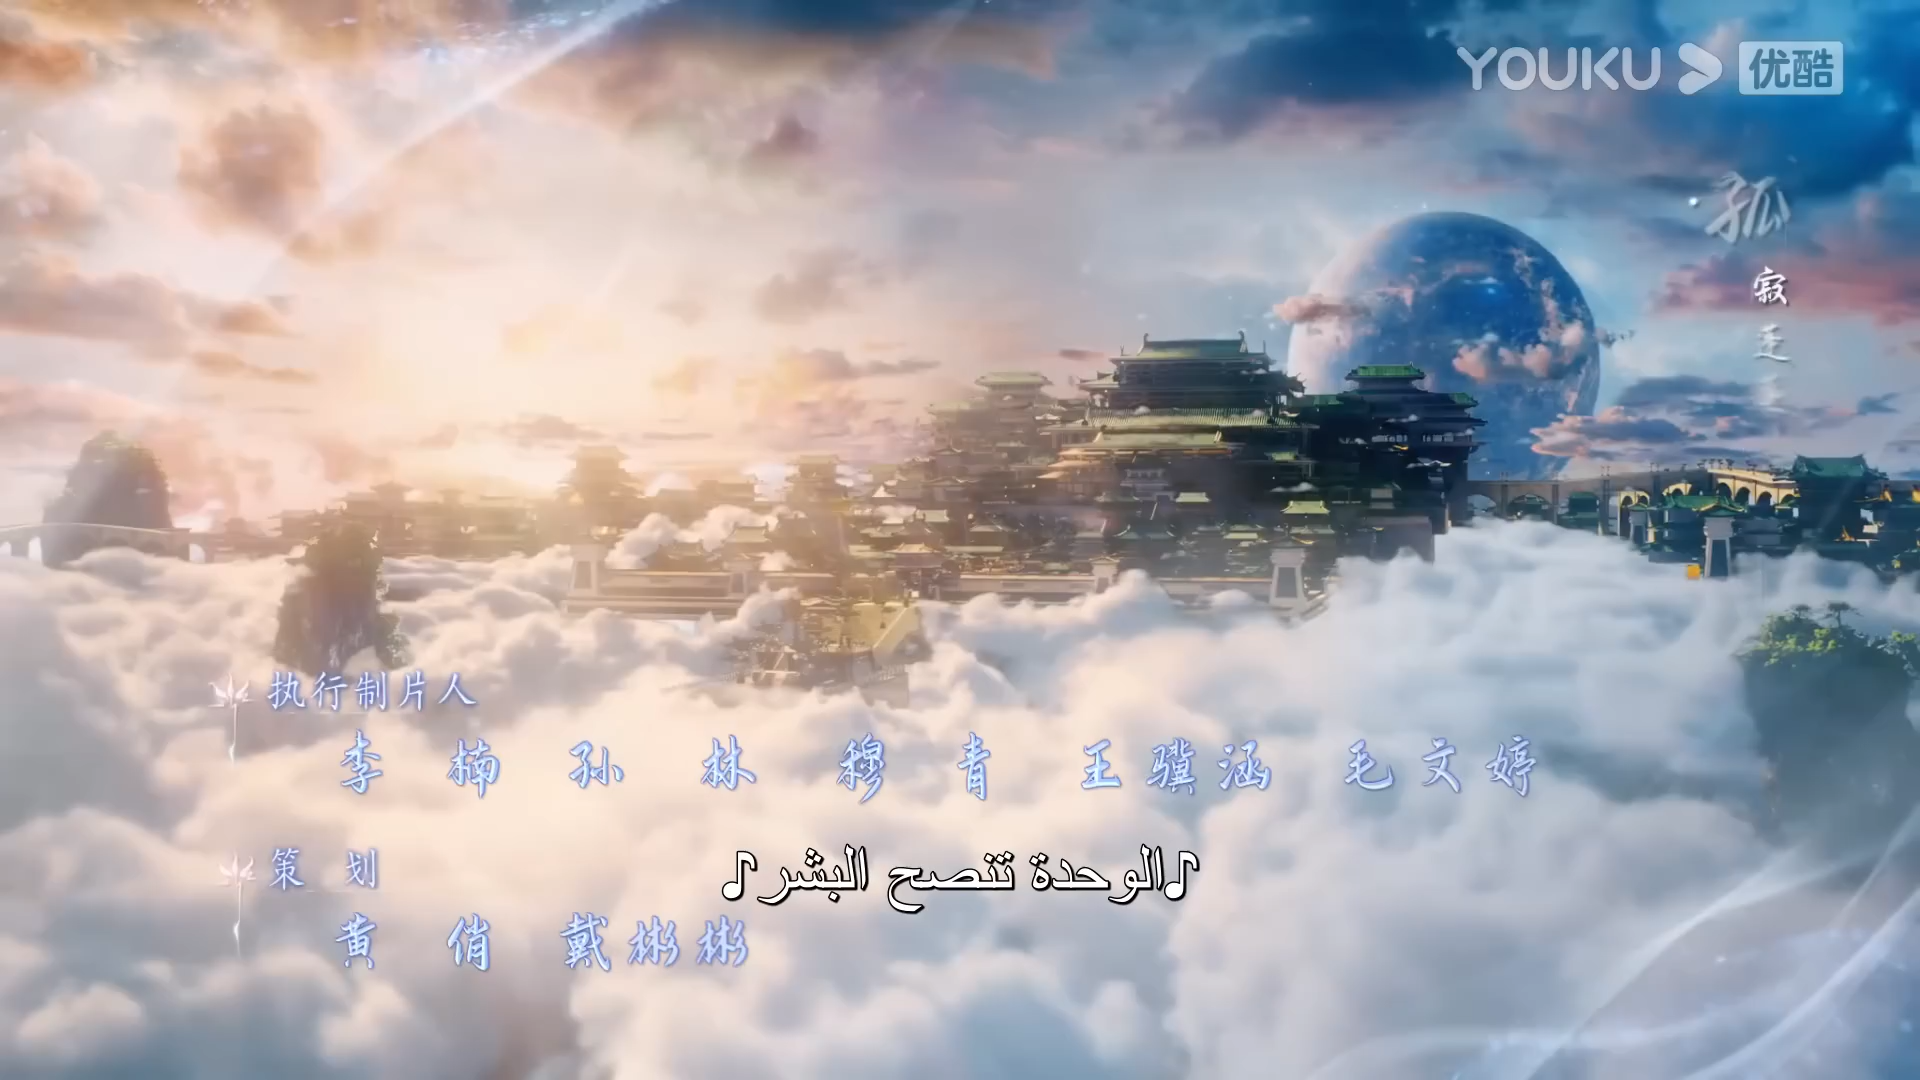 YOUKU 优酷
孤寂
执行制片人
李楠 孙林 穆青 王骥涵 毛文婷
策划
黄俏 戴彬彬
♪الوحدة تنصح البشر♪